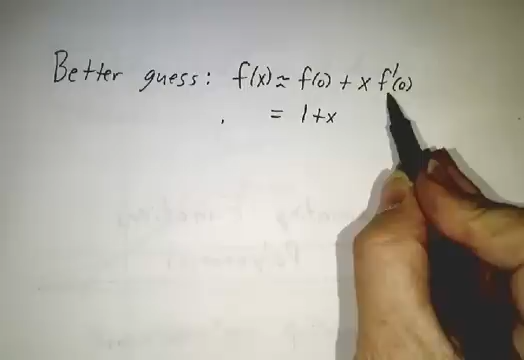 Better guess: f(x) ≈ f(0) + x f'(0)
= 1+x